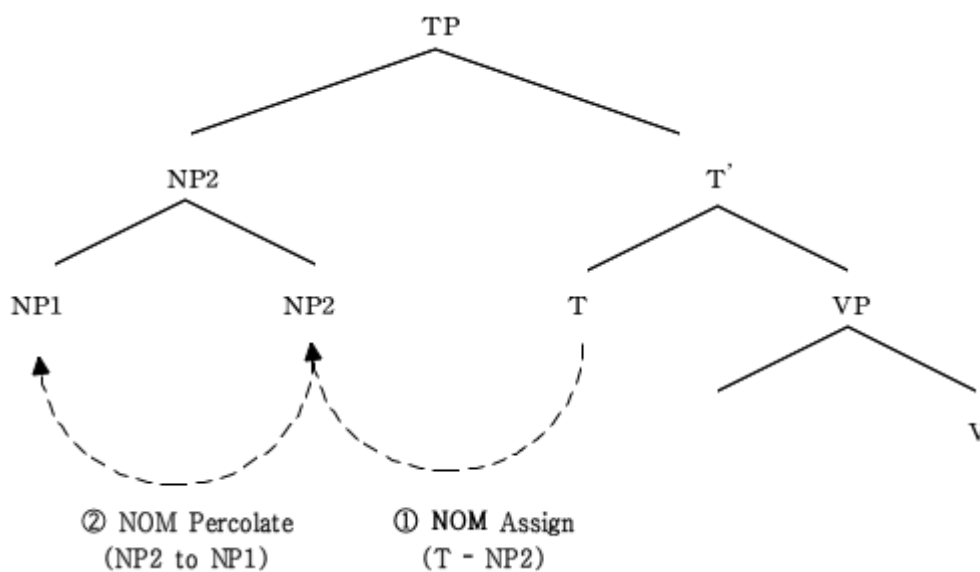 TP
NP2 T'
NP1 NP2 T VP
V
② NOM Percolate ① NOM Assign
(NP2 to NP1) (T - NP2)